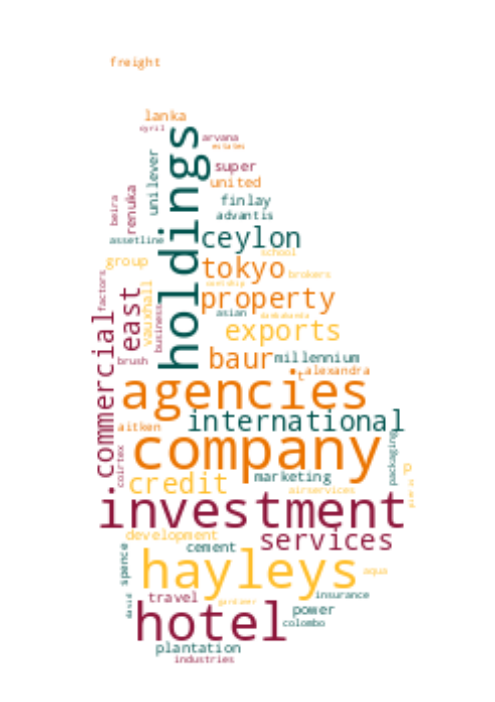 freight
lanka
cyril
arvana
estates
holdings
unilever
super
united
renuka
beira
finlay
advantis
assetline
ceylon
school
group
tokyo
brokers
factors
vauxhall
east
property
asian
business
exports
commercial
brush
baur
millennium
alexandra
agencies
international
aitken
company
packaging
coirtex
credit
marketing
airservices
investment
development
services
cement
spence
hayleys
aqua
travel
insurance
david
gardiner
hotel
power
colombo
plantation
industries